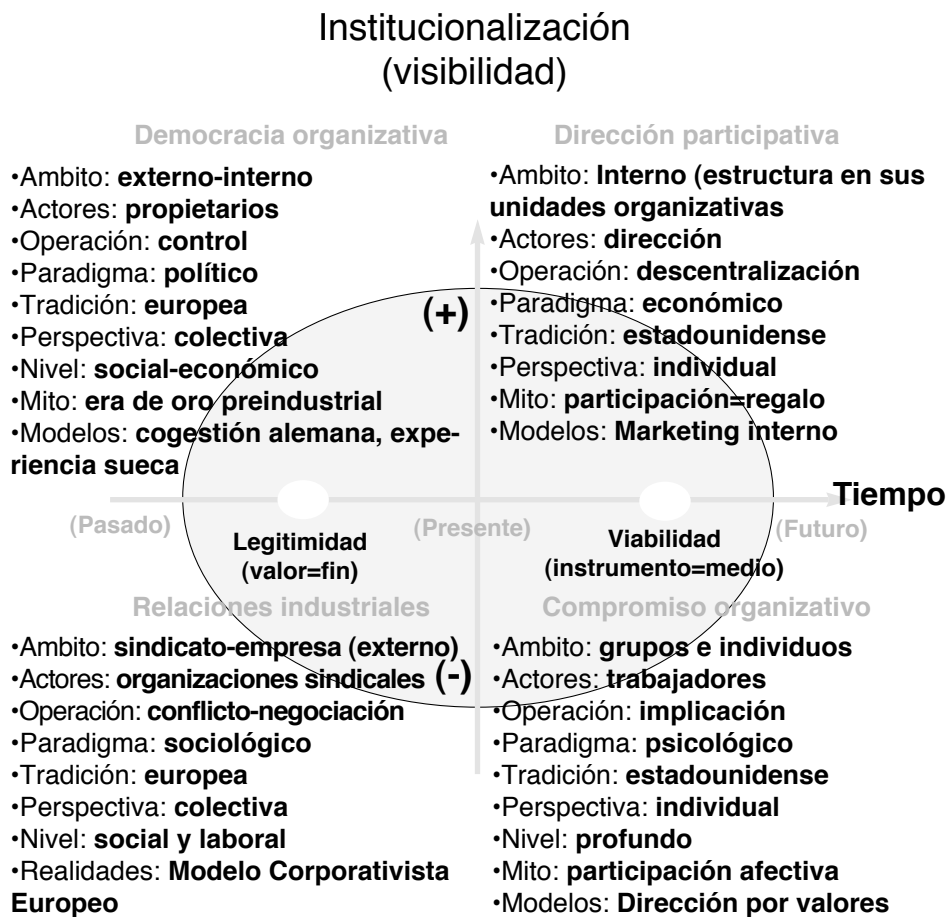 Institucionalización
(visibilidad)
Democracia organizativa
•Ambito: externo-interno
•Actores: propietarios
•Operación: control
•Paradigma: político
•Tradición: europea
•Perspectiva: colectiva
•Nivel: social-económico
•Mito: era de oro preindustrial
•Modelos: cogestión alemana, expe-
riencia sueca
Dirección participativa
•Ambito: Interno (estructura en sus
unidades organizativas
•Actores: dirección
•Operación: descentralización
•Paradigma: económico
•Tradición: estadounidense
•Perspectiva: individual
•Mito: participación=regalo
•Modelos: Marketing interno
(+)
Tiempo
(Pasado)
(Presente)
(Futuro)
Legitimidad
(valor=fin)
Viabilidad
(instrumento=medio)
Relaciones industriales
•Ambito: sindicato-empresa (externo)
•Actores: organizaciones sindicales
•Operación: conflicto-negociación
•Paradigma: sociológico
•Tradición: europea
•Perspectiva: colectiva
•Nivel: social y laboral
•Realidades: Modelo Corporativista
Europeo
(-)
Compromiso organizativo
•Ambito: grupos e individuos
•Actores: trabajadores
•Operación: implicación
•Paradigma: psicológico
•Tradición: estadounidense
•Perspectiva: individual
•Nivel: profundo
•Mito: participación afectiva
•Modelos: Dirección por valores